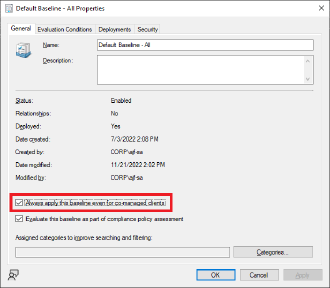 Default Baseline - All Properties
General Evaluation Conditions Deployments Security
Name: Default Baseline - All
Description:
Status: Enabled
Relationships: No
Deployed: Yes
Date created: 7/3/2022 2:08 PM
Created by: CORP\ajf-sa
Date modified: 11/21/2022 2:02 PM
Modified by: CORP\ajf-sa
Always apply this baseline even for co-managed clients
Evaluate this baseline as part of compliance policy assessment
Assigned categories to improve searching and filtering:
Categories...
OK Cancel Apply